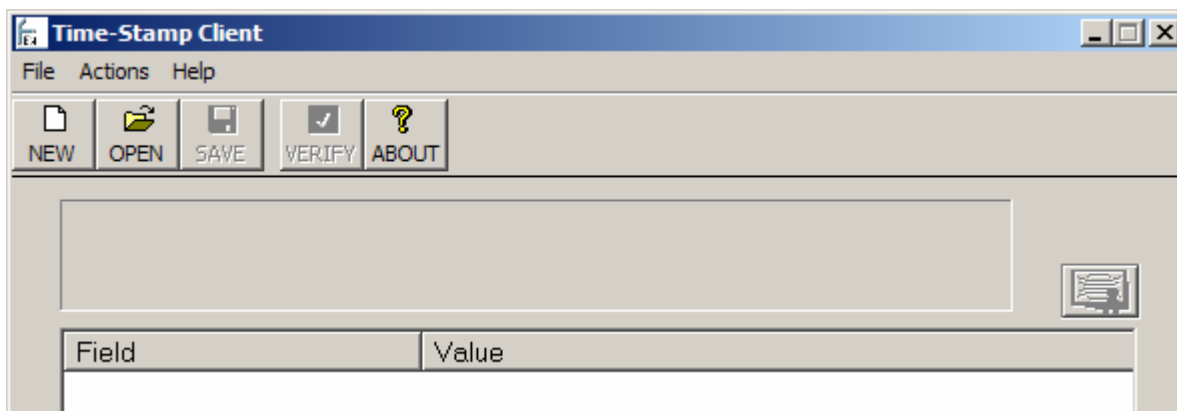 Time-Stamp Client
File Actions Help
NEW OPEN SAVE VERIFY ABOUT
Field Value